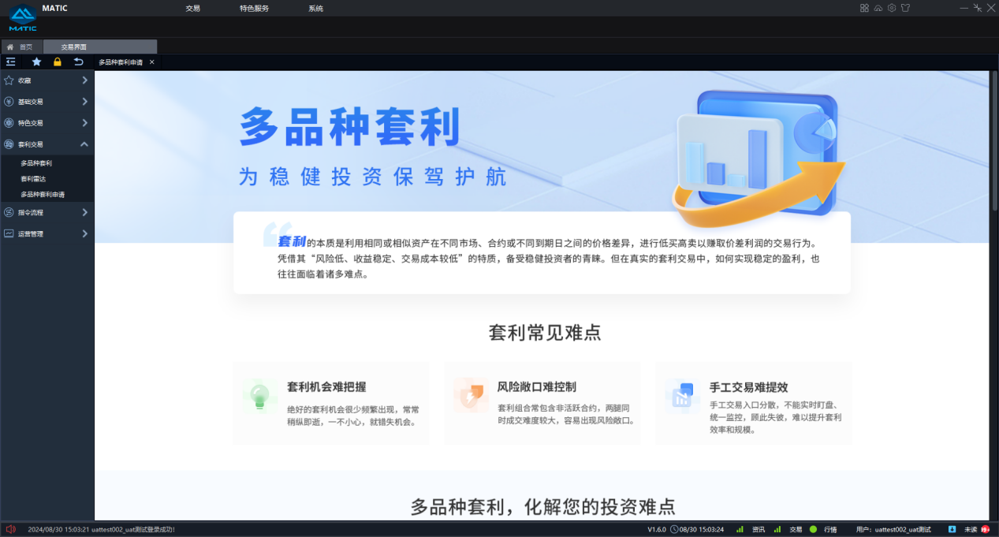 MATIC
交易
特色服务
系统
MATIC
首页
交易界面
多品种套利申请
收藏
基础交易
特色交易
套利交易
多品种套利
套利雷达
多品种套利申请
指令流程
运营管理
多品种套利
为稳健投资保驾护航
套利的本质是利用相同或相似资产在不同市场、合约或不同到期日之间的价格差异，进行低买高卖以赚取价差利润的交易行为。
凭借其“风险低、收益稳定、交易成本较低”的特质，备受稳健投资者的青睐。但在真实的套利交易中，如何实现稳定的盈利，也
往往面临着诸多难点。
套利常见难点
套利机会难把握
绝好的套利机会很少频繁出现，常常
稍纵即逝，一不小心，就错失机会。
风险敞口难控制
套利组合常包含非活跃合约，两腿同
时成交难度较大，容易出现风险敞口。
手工交易难提效
手工交易入口分散，不能实时盯盘、
统一监控，顾此失彼，难以提升套利
效率和规模。
多品种套利，化解您的投资难点
2024/08/30 15:03:21 uattest002_uat测试登录成功!
V1.6.0
08/30 15:03:24
资讯
交易
行情
用户：uattest002_uat测试
未读